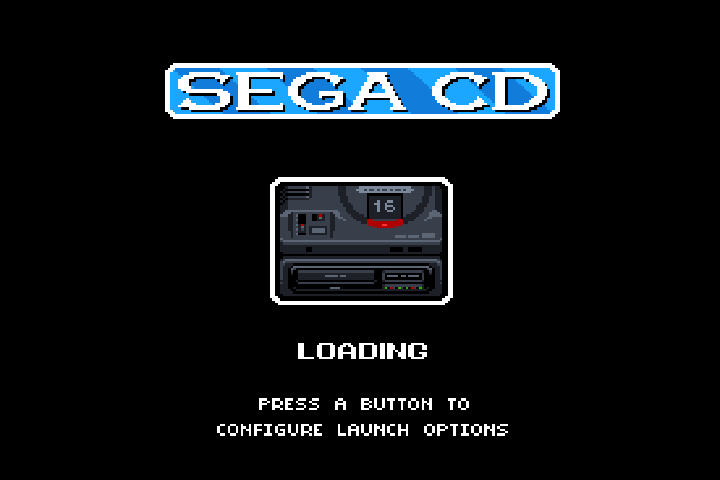 SEGA CD
16
LOADING
PRESS A BUTTON TO
CONFIGURE LAUNCH OPTIONS